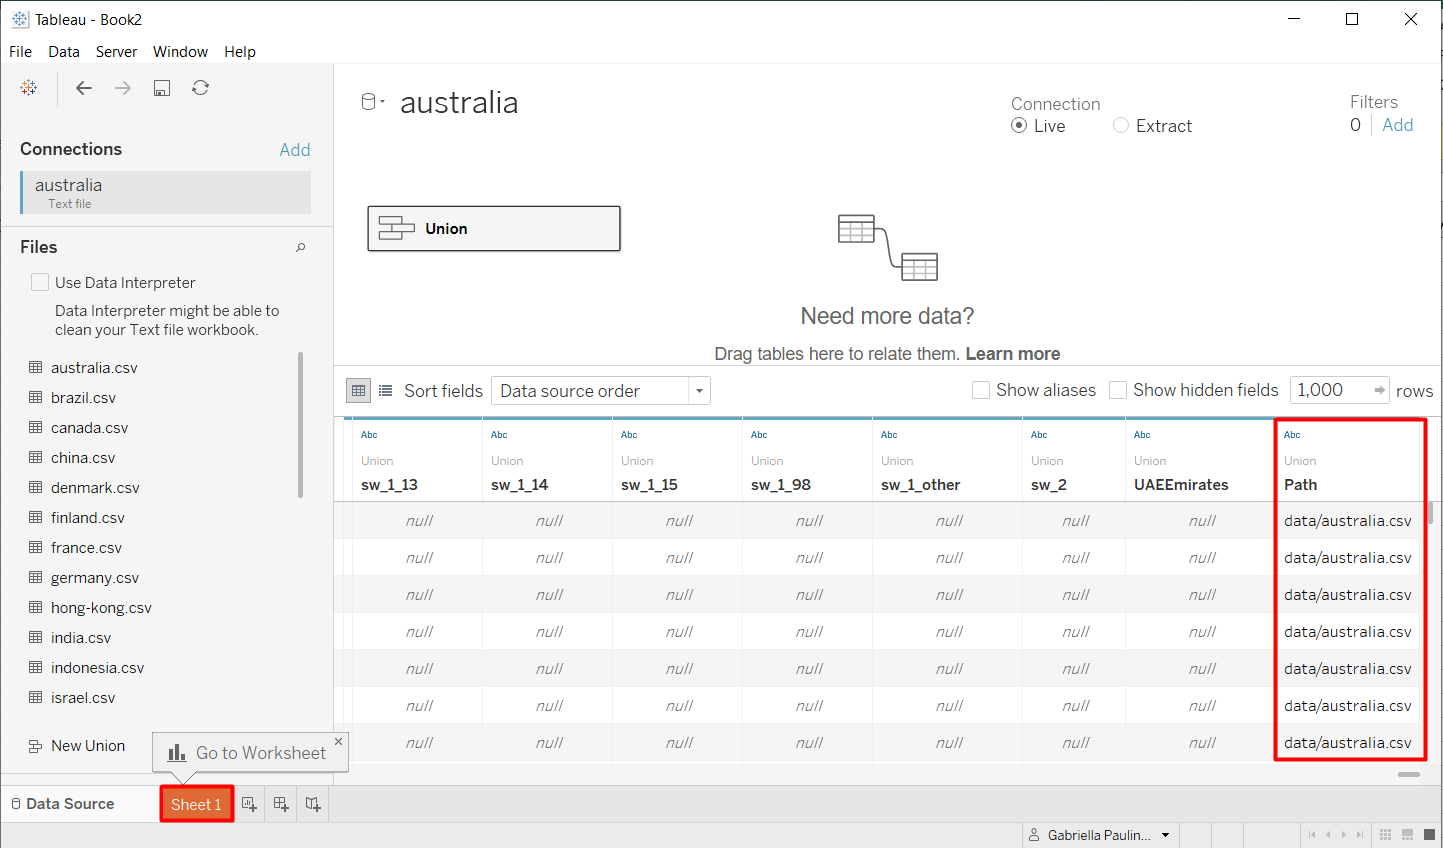 Tableau - Book2
File Data Server Window Help
australia
Connection
Live Extract
Filters
0 Add
Connections Add
australia
Text file
Files
Use Data Interpreter
Data Interpreter might be able to
clean your Text file workbook.
australia.csv
brazil.csv
canada.csv
china.csv
denmark.csv
finland.csv
france.csv
germany.csv
hong-kong.csv
india.csv
indonesia.csv
israel.csv
New Union
Union
Need more data?
Drag tables here to relate them. Learn more
Sort fields Data source order Show aliases Show hidden fields 1,000 rows
Abc Abc Abc Abc Abc Abc Abc Abc
Union Union Union Union Union Union Union Union
sw_1_13 sw_1_14 sw_1_15 sw_1_98 sw_1_other sw_2 UAEEmirates Path
null null null null null null null data/australia.csv
null null null null null null null data/australia.csv
null null null null null null null data/australia.csv
null null null null null null null data/australia.csv
null null null null null null null data/australia.csv
null null null null null null null data/australia.csv
null null null null null null null data/australia.csv
Go to Worksheet
Data Source Sheet 1
Gabriella Paulin...